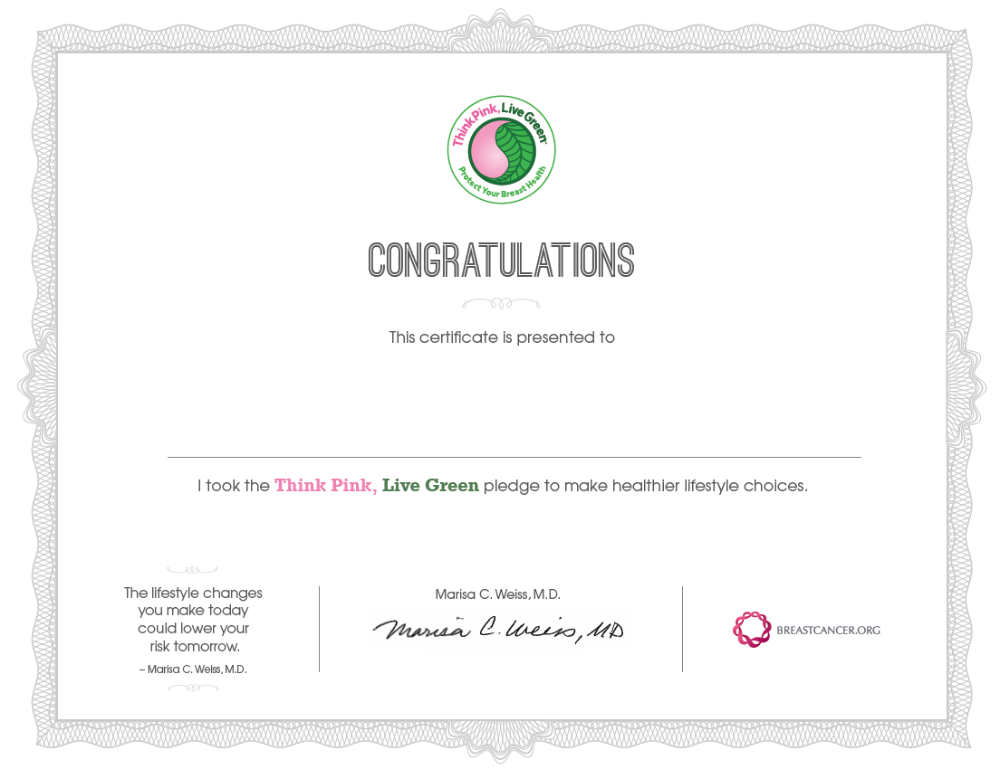 Think Pink, Live Green
Protect Your Breast Health
CONGRATULATIONS
This certificate is presented to
I took the Think Pink, Live Green pledge to make healthier lifestyle choices.
The lifestyle changes
you make today
could lower your
risk tomorrow.
– Marisa C. Weiss, M.D.
Marisa C. Weiss, M.D.
Marisa C. Weiss, MD
BREASTCANCER.ORG